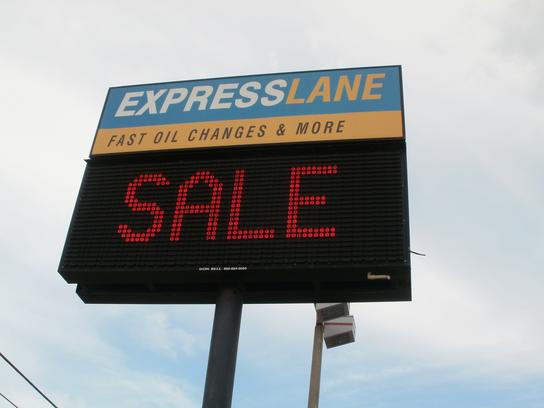 EXPRESSLANE
FAST OIL CHANGES & MORE
SALE